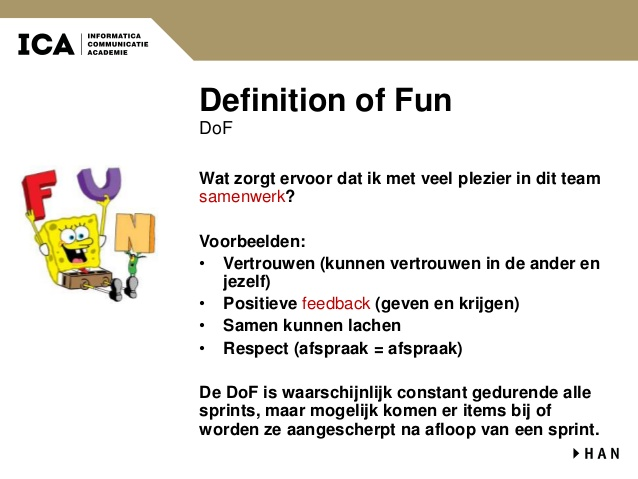 ICA
INFORMATICA
COMMUNICATIE
ACADEMIE
Definition of Fun
DoF
FUN
Wat zorgt ervoor dat ik met veel plezier in dit team
samenwerk?
Voorbeelden:
• Vertrouwen (kunnen vertrouwen in de ander en
jezelf)
• Positieve feedback (geven en krijgen)
• Samen kunnen lachen
• Respect (afspraak = afspraak)
De DoF is waarschijnlijk constant gedurende alle
sprints, maar mogelijk komen er items bij of
worden ze aangescherpt na afloop van een sprint.
HAN